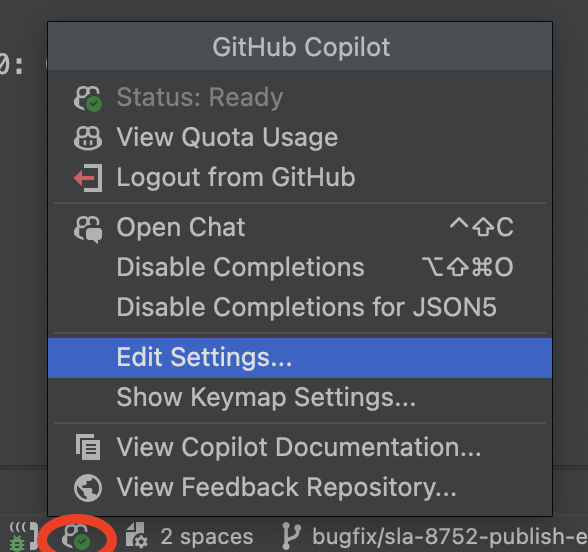 0:
GitHub Copilot
Status: Ready
View Quota Usage
Logout from GitHub
Open Chat ⌃⇧C
Disable Completions ⌥⇧⌘O
Disable Completions for JSON5
Edit Settings...
Show Keymap Settings...
View Copilot Documentation...
View Feedback Repository...
2 spaces bugfix/sla-8752-publish-e